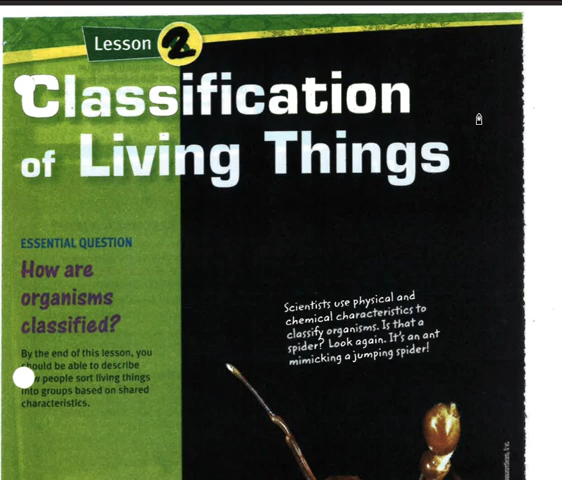 Lesson 2
Classification
of Living Things
ESSENTIAL QUESTION
How are
organisms
classified?
By the end of this lesson, you
should be able to describe
people sort living things
into groups based on shared
characteristics.
Scientists use physical and
chemical characteristics to
classify organisms. Is that a
spider? Look again. It's an ant
mimicking a jumping spider!